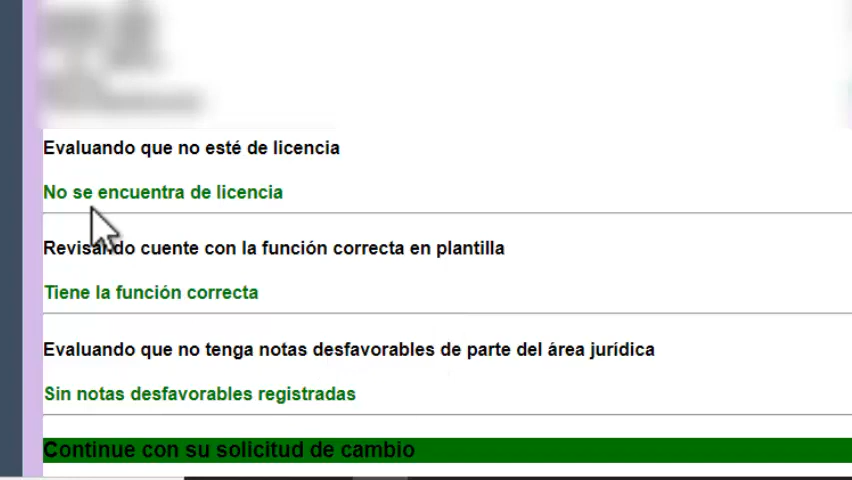 Evaluando que no esté de licencia
No se encuentra de licencia
Revisando cuente con la función correcta en plantilla
Tiene la función correcta
Evaluando que no tenga notas desfavorables de parte del área jurídica
Sin notas desfavorables registradas
Continue con su solicitud de cambio